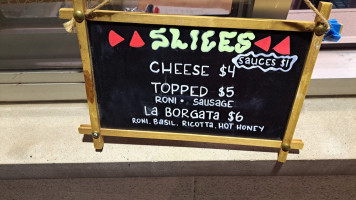 SLICES
SAUCES $1
CHEESE $4
TOPPED $5
RONI • SAUSAGE
LA BORGATA $6
RONI, BASIL, RICOTTA, HOT HONEY